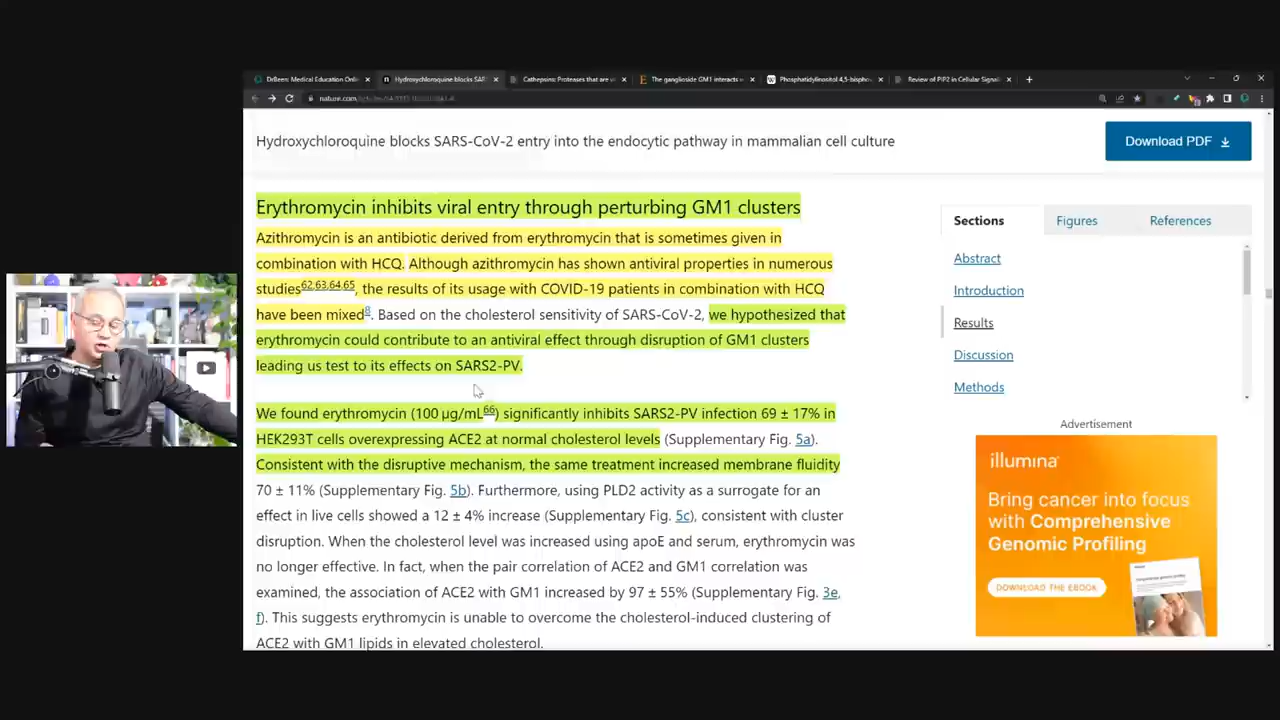 DrBeen: Medical Education Onli
Hydroxychloroquine blocks SAR
Cathepsins: Proteases that are v
The ganglioside GM1 interacts w
Phosphatidylinositol 4,5-bispho
Review of PIP2 in Cellular Signal
nature.com
Hydroxychloroquine blocks SARS-CoV-2 entry into the endocytic pathway in mammalian cell culture
Download PDF
Erythromycin inhibits viral entry through perturbing GM1 clusters
Azithromycin is an antibiotic derived from erythromycin that is sometimes given in
combination with HCQ. Although azithromycin has shown antiviral properties in numerous
studies62,63,64,65, the results of its usage with COVID-19 patients in combination with HCQ
have been mixed8. Based on the cholesterol sensitivity of SARS-CoV-2, we hypothesized that
erythromycin could contribute to an antiviral effect through disruption of GM1 clusters
leading us test to its effects on SARS2-PV.
We found erythromycin (100 µg/mL66) significantly inhibits SARS2-PV infection 69 ± 17% in
HEK293T cells overexpressing ACE2 at normal cholesterol levels (Supplementary Fig. 5a).
Consistent with the disruptive mechanism, the same treatment increased membrane fluidity
70 ± 11% (Supplementary Fig. 5b). Furthermore, using PLD2 activity as a surrogate for an
effect in live cells showed a 12 ± 4% increase (Supplementary Fig. 5c), consistent with cluster
disruption. When the cholesterol level was increased using apoE and serum, erythromycin was
no longer effective. In fact, when the pair correlation of ACE2 and GM1 correlation was
examined, the association of ACE2 with GM1 increased by 97 ± 55% (Supplementary Fig. 3e,
f). This suggests erythromycin is unable to overcome the cholesterol-induced clustering of
ACE2 with GM1 lipids in elevated cholesterol.
Sections
Figures
References
Abstract
Introduction
Results
Discussion
Methods
Advertisement
illumina
Bring cancer into focus
with Comprehensive
Genomic Profiling
DOWNLOAD THE EBOOK